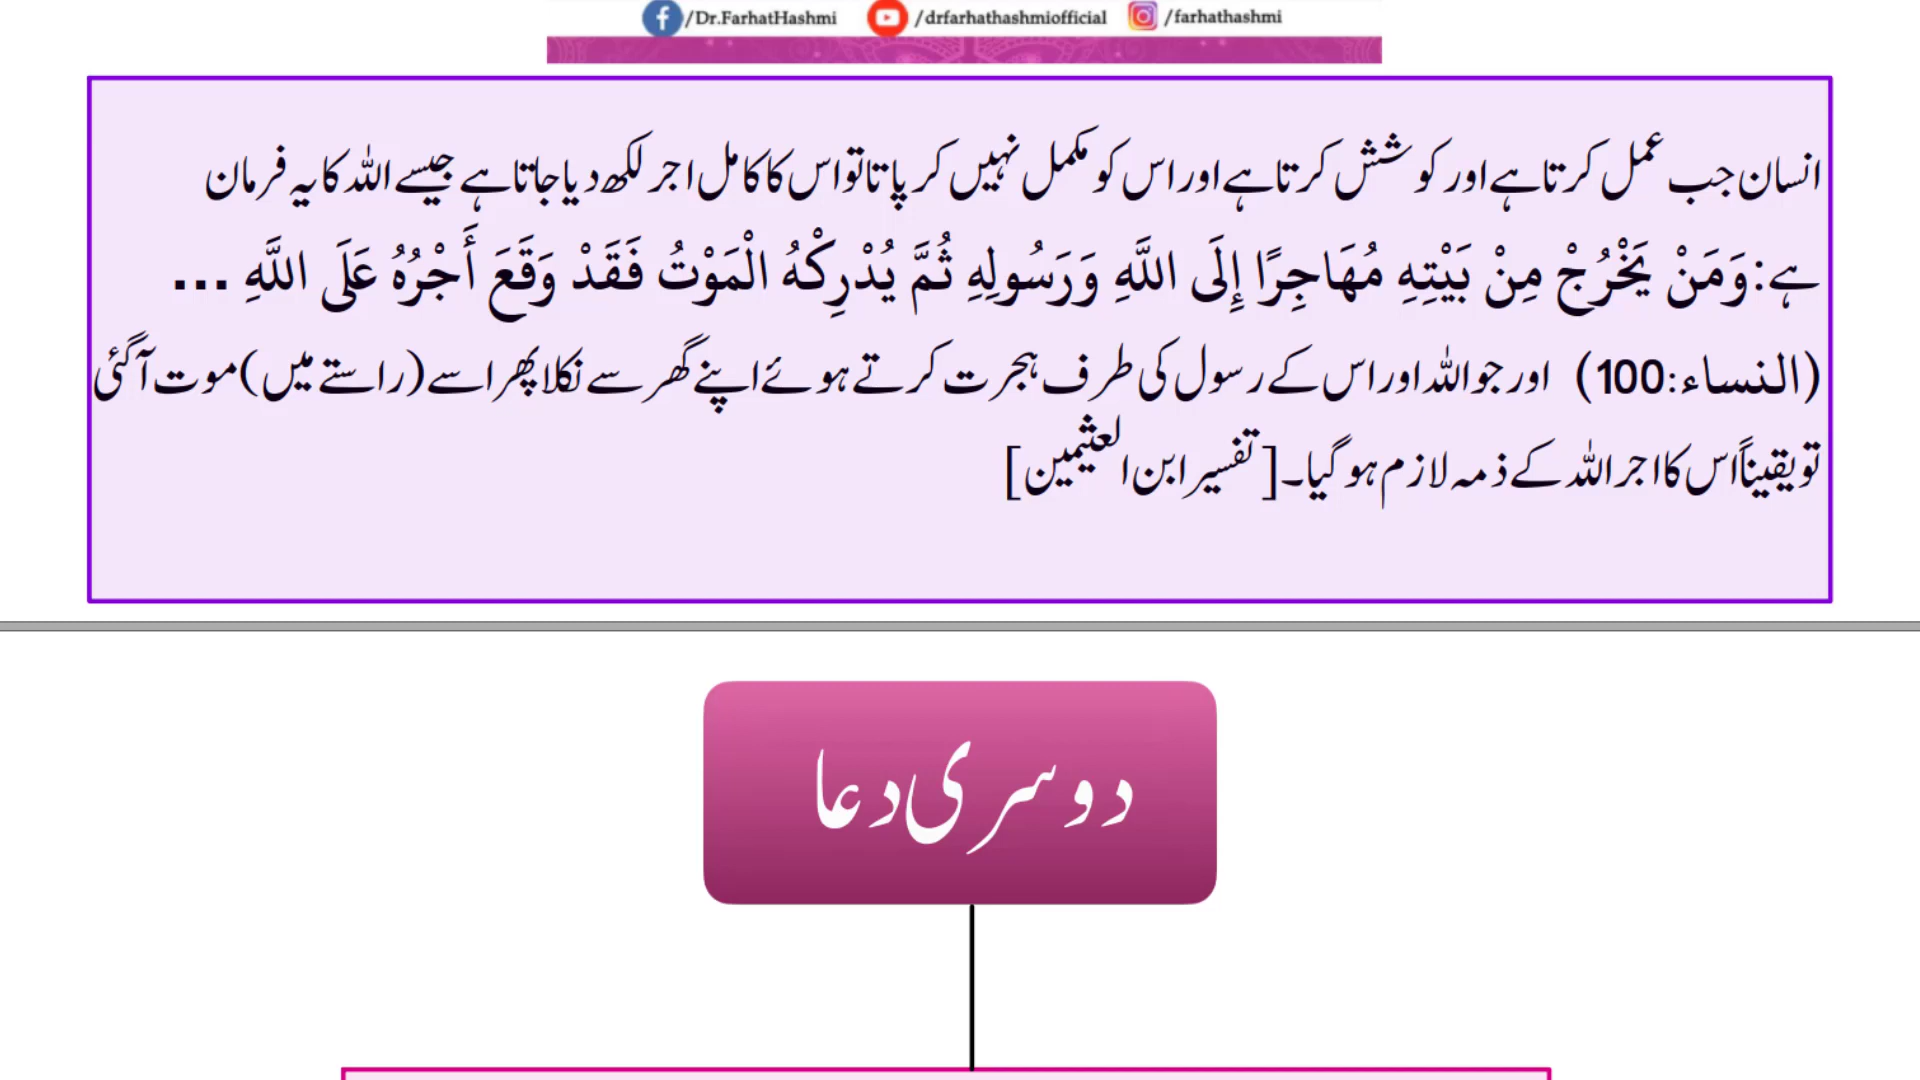 /Dr.FarhatHashmi /drfarhathashmiofficial /farhathashmi
انسان جب عمل کرتا ہے اور کوشش کرتا ہے اور اس کو مکمل نہیں کر پاتا تو اس کا کامل اجر لکھ دیا جاتا ہے جیسے اللہ کا یہ فرمان
ہے: وَمَنْ يَخْرُجْ مِنْ بَيْتِهِ مُهَاجِرًا إِلَى اللَّهِ وَرَسُولِهِ ثُمَّ يُدْرِكْهُ الْمَوْتُ فَقَدْ وَقَعَ أَجْرُهُ عَلَى اللَّهِ ...
(النساء:100) اور جو اللہ اور اس کے رسول کی طرف ہجرت کرتے ہوئے اپنے گھر سے نکلا پھر اسے (راستے میں) موت آگئی
تو یقیناً اس کا اجر اللہ کے ذمہ لازم ہو گیا۔ [تفسیر ابن العثیمین]
دوسری دعا